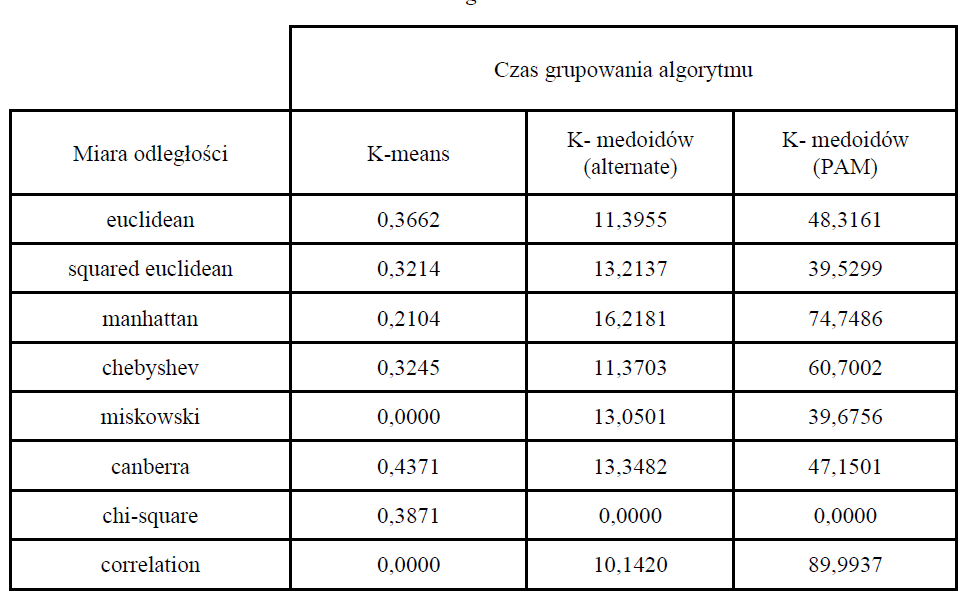 Czas grupowania algorytmu
Miara odległości K-means K- medoidów (alternate) K- medoidów (PAM)
euclidean 0,3662 11,3955 48,3161
squared euclidean 0,3214 13,2137 39,5299
manhattan 0,2104 16,2181 74,7486
chebyshev 0,3245 11,3703 60,7002
miskowski 0,0000 13,0501 39,6756
canberra 0,4371 13,3482 47,1501
chi-square 0,3871 0,0000 0,0000
correlation 0,0000 10,1420 89,9937